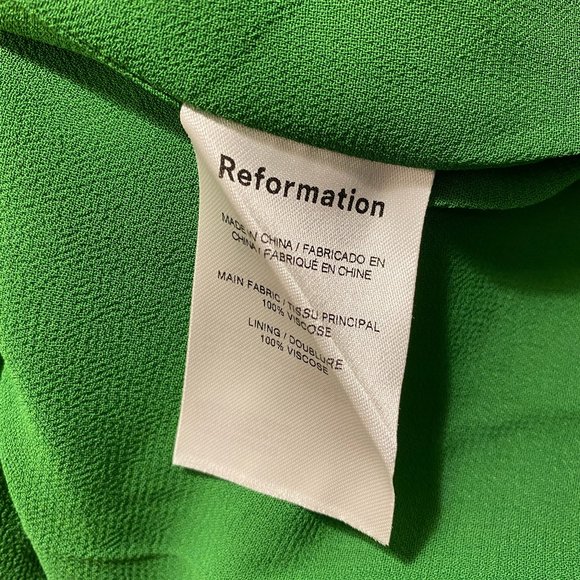 Reformation
MADE IN CHINA / FABRICADO EN
CHINA / FABRIQUÉ EN CHINE
MAIN FABRIC / TISSU PRINCIPAL
100% VISCOSE
LINING / DOUBLURE
100% VISCOSE